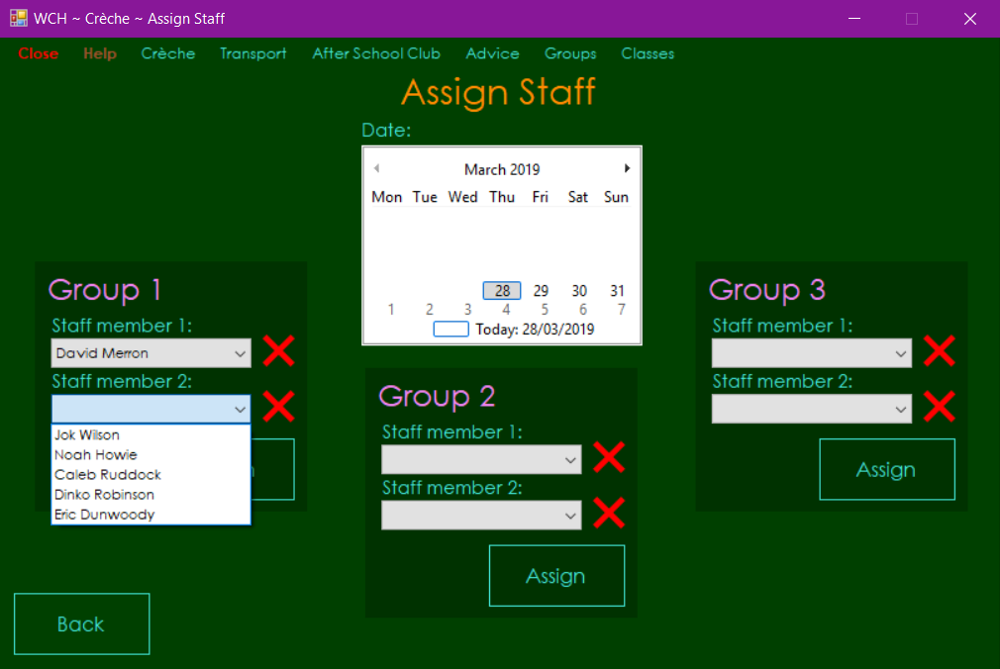 WCH ~ Crèche ~ Assign Staff
Close Help Crèche Transport After School Club Advice Groups Classes
Assign Staff
Date:
March 2019
Mon Tue Wed Thu Fri Sat Sun
28 29 30 31
1 2 3 4 5 6 7
Today: 28/03/2019
Group 1
Staff member 1:
David Merron
Staff member 2:
Jok Wilson
Noah Howie
Caleb Ruddock
Dinko Robinson
Eric Dunwoody
Group 2
Staff member 1:
Staff member 2:
Assign
Group 3
Staff member 1:
Staff member 2:
Assign
Back